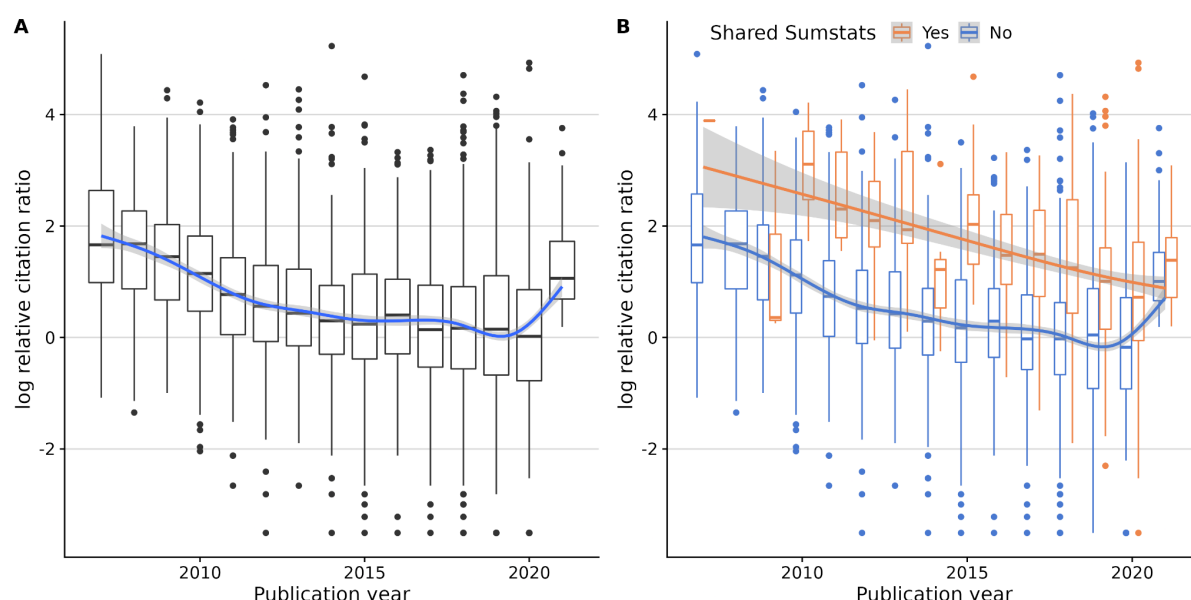 A
log relative citation ratio
4
2
0
-2
2010 2015 2020
Publication year
B
Shared Sumstats Yes No
log relative citation ratio
4
2
0
-2
2010 2015 2020
Publication year